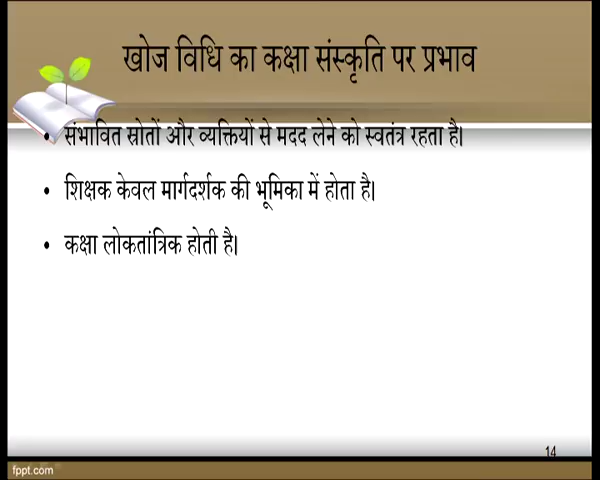 खोज विधि का कक्षा संस्कृति पर प्रभाव
• संभावित स्रोतों और व्यक्तियों से मदद लेने को स्वतंत्र रहता है।
• शिक्षक केवल मार्गदर्शक की भूमिका में होता है।
• कक्षा लोकतांत्रिक होती है।
14
fppt.com